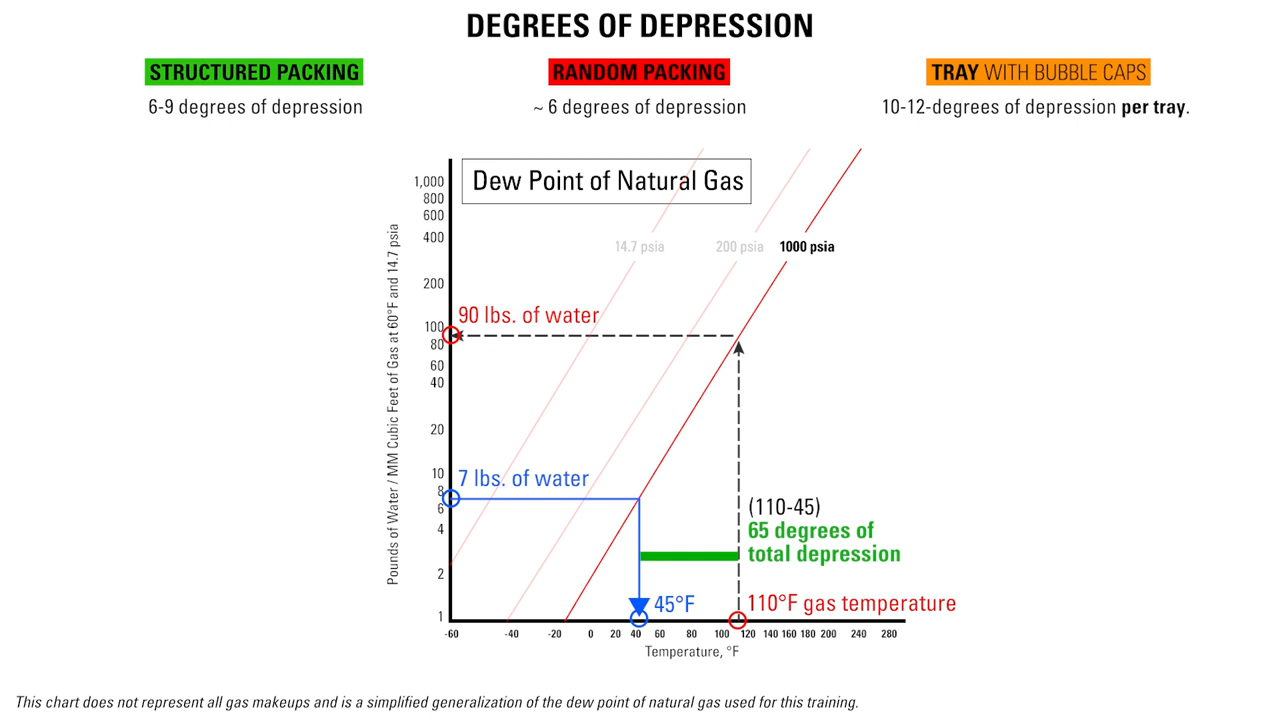 DEGREES OF DEPRESSION
STRUCTURED PACKING
6-9 degrees of depression
RANDOM PACKING
~ 6 degrees of depression
TRAY WITH BUBBLE CAPS
10-12-degrees of depression per tray.
Dew Point of Natural Gas
Pounds of Water / MM Cubic Feet of Gas at 60°F and 14.7 psia
1,000
800
600
400
200
100
80
60
40
20
10
8
6
4
2
1
14.7 psia
200 psia
1000 psia
90 lbs. of water
7 lbs. of water
(110-45)
65 degrees of
total depression
45°F
110°F gas temperature
-60 -40 -20 0 20 40 60 80 100 120 140 160 180 200 240 280
Temperature, °F
This chart does not represent all gas makeups and is a simplified generalization of the dew point of natural gas used for this training.